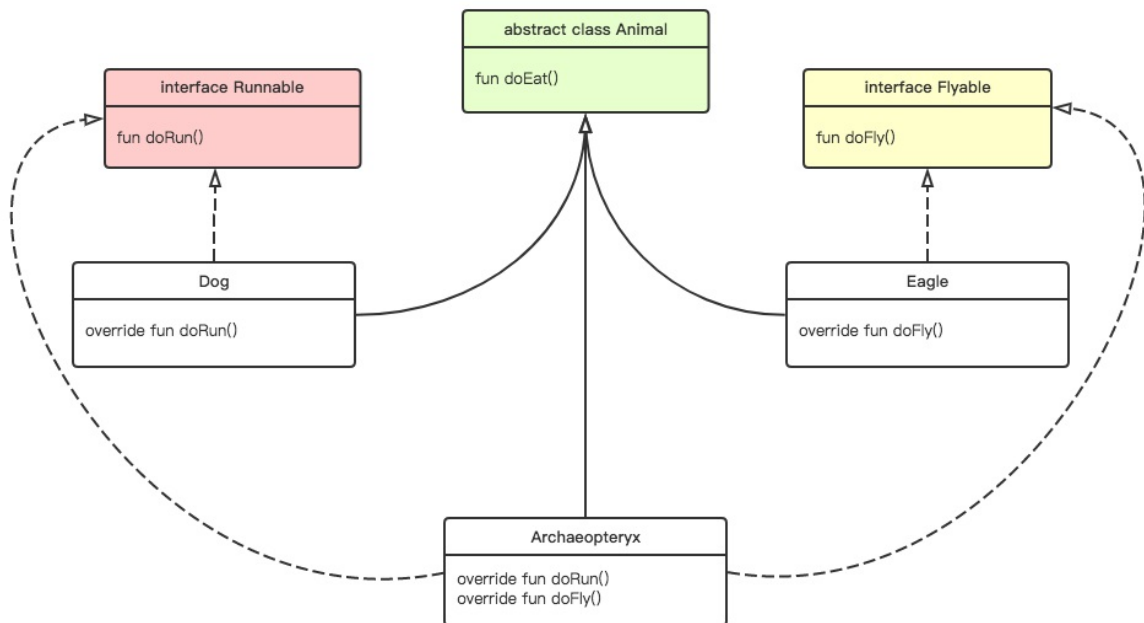 abstract class Animal
fun doEat()
interface Runnable
fun doRun()
interface Flyable
fun doFly()
Dog
override fun doRun()
Eagle
override fun doFly()
Archaeopteryx
override fun doRun()
override fun doFly()